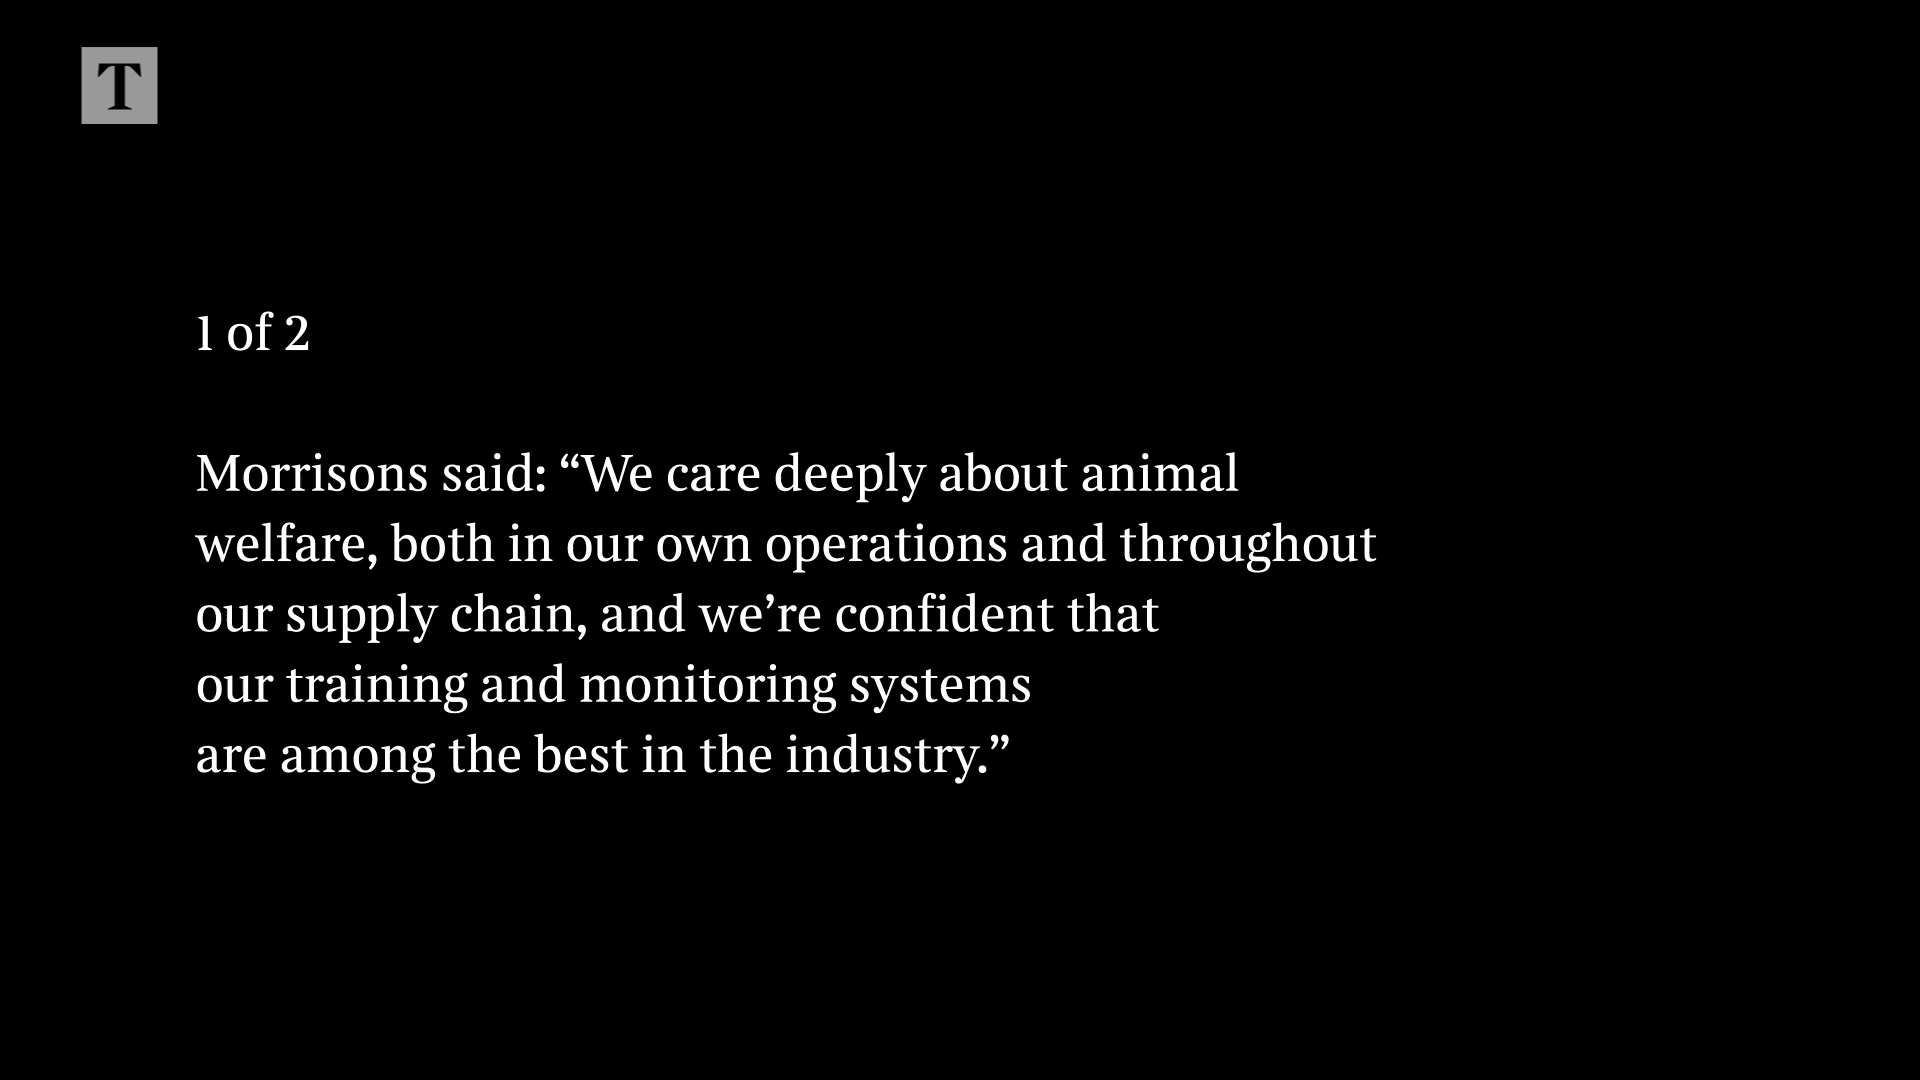 T
1 of 2
Morrisons said: “We care deeply about animal
welfare, both in our own operations and throughout
our supply chain, and we’re confident that
our training and monitoring systems
are among the best in the industry.”